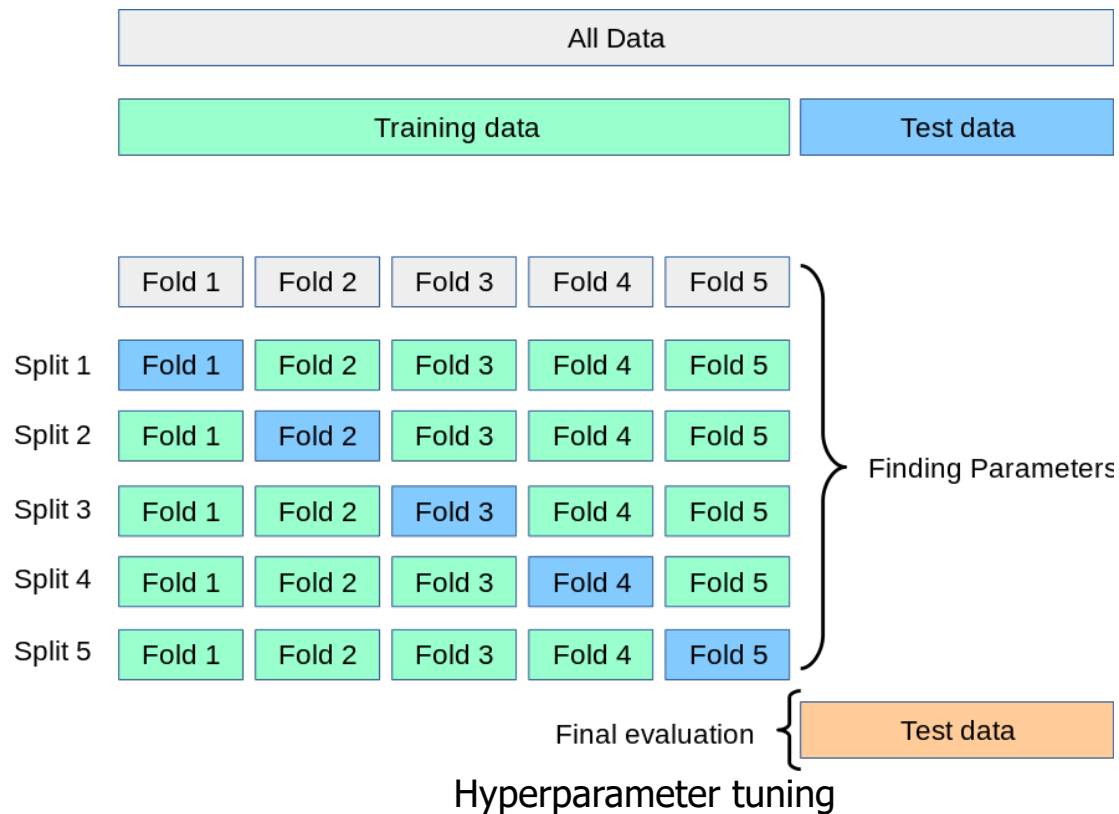 All Data
Training data Test data
Fold 1 Fold 2 Fold 3 Fold 4 Fold 5
Split 1 Fold 1 Fold 2 Fold 3 Fold 4 Fold 5
Split 2 Fold 1 Fold 2 Fold 3 Fold 4 Fold 5
Finding Parameters
Split 3 Fold 1 Fold 2 Fold 3 Fold 4 Fold 5
Split 4 Fold 1 Fold 2 Fold 3 Fold 4 Fold 5
Split 5 Fold 1 Fold 2 Fold 3 Fold 4 Fold 5
Final evaluation Test data
Hyperparameter tuning